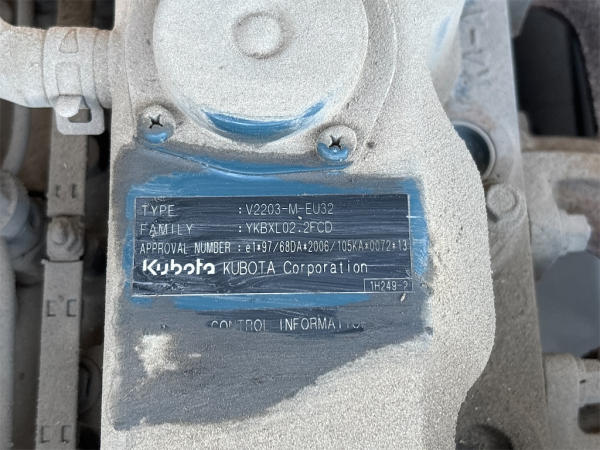 TYPE : V2203-M-EU32
FAMILY : YKBXL02.2FCD
APPROVAL NUMBER : e1*97/68DA*2006/105KA*0072*13
Kubota KUBOTA Corporation
1H249-2
CONTROL INFORMATIO